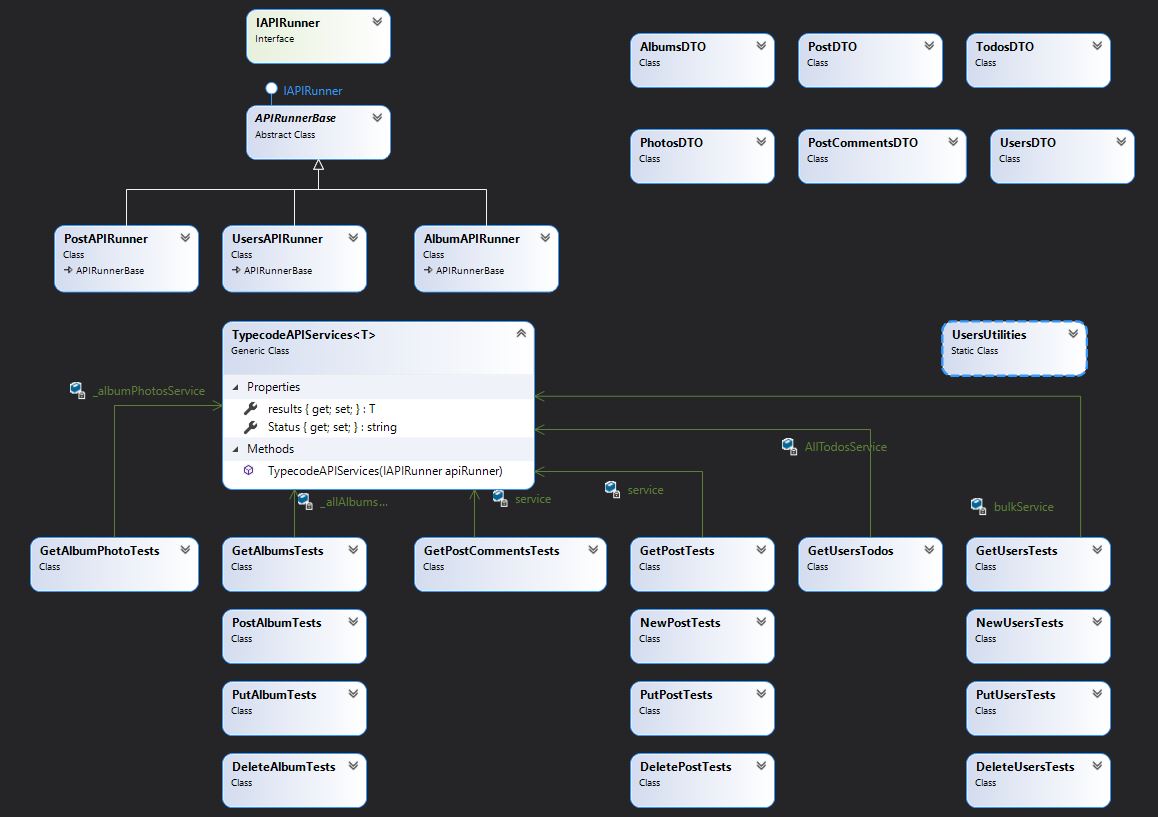 IAPIRunner
Interface
IAPIRunner
APIRunnerBase
Abstract Class
AlbumsDTO
Class
PostDTO
Class
TodosDTO
Class
PhotosDTO
Class
PostCommentsDTO
Class
UsersDTO
Class
PostAPIRunner
Class
APIRunnerBase
UsersAPIRunner
Class
APIRunnerBase
AlbumAPIRunner
Class
APIRunnerBase
TypecodeAPIServices<T>
Generic Class
Properties
results { get; set; } : T
Status { get; set; } : string
Methods
TypecodeAPIServices(IAPIRunner apiRunner)
UsersUtilities
Static Class
_albumPhotosService
_allAlbums...
service
service
AllTodosService
bulkService
GetAlbumPhotoTests
Class
GetAlbumsTests
Class
GetPostCommentsTests
Class
GetPostTests
Class
GetUsersTodos
Class
GetUsersTests
Class
PostAlbumTests
Class
NewPostTests
Class
NewUsersTests
Class
PutAlbumTests
Class
PutPostTests
Class
PutUsersTests
Class
DeleteAlbumTests
Class
DeletePostTests
Class
DeleteUsersTests
Class